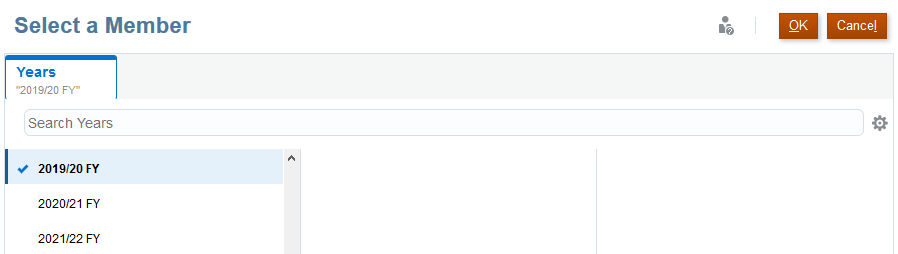 Select a Member
OK Cancel
Years
"2019/20 FY"
Search Years
2019/20 FY
2020/21 FY
2021/22 FY